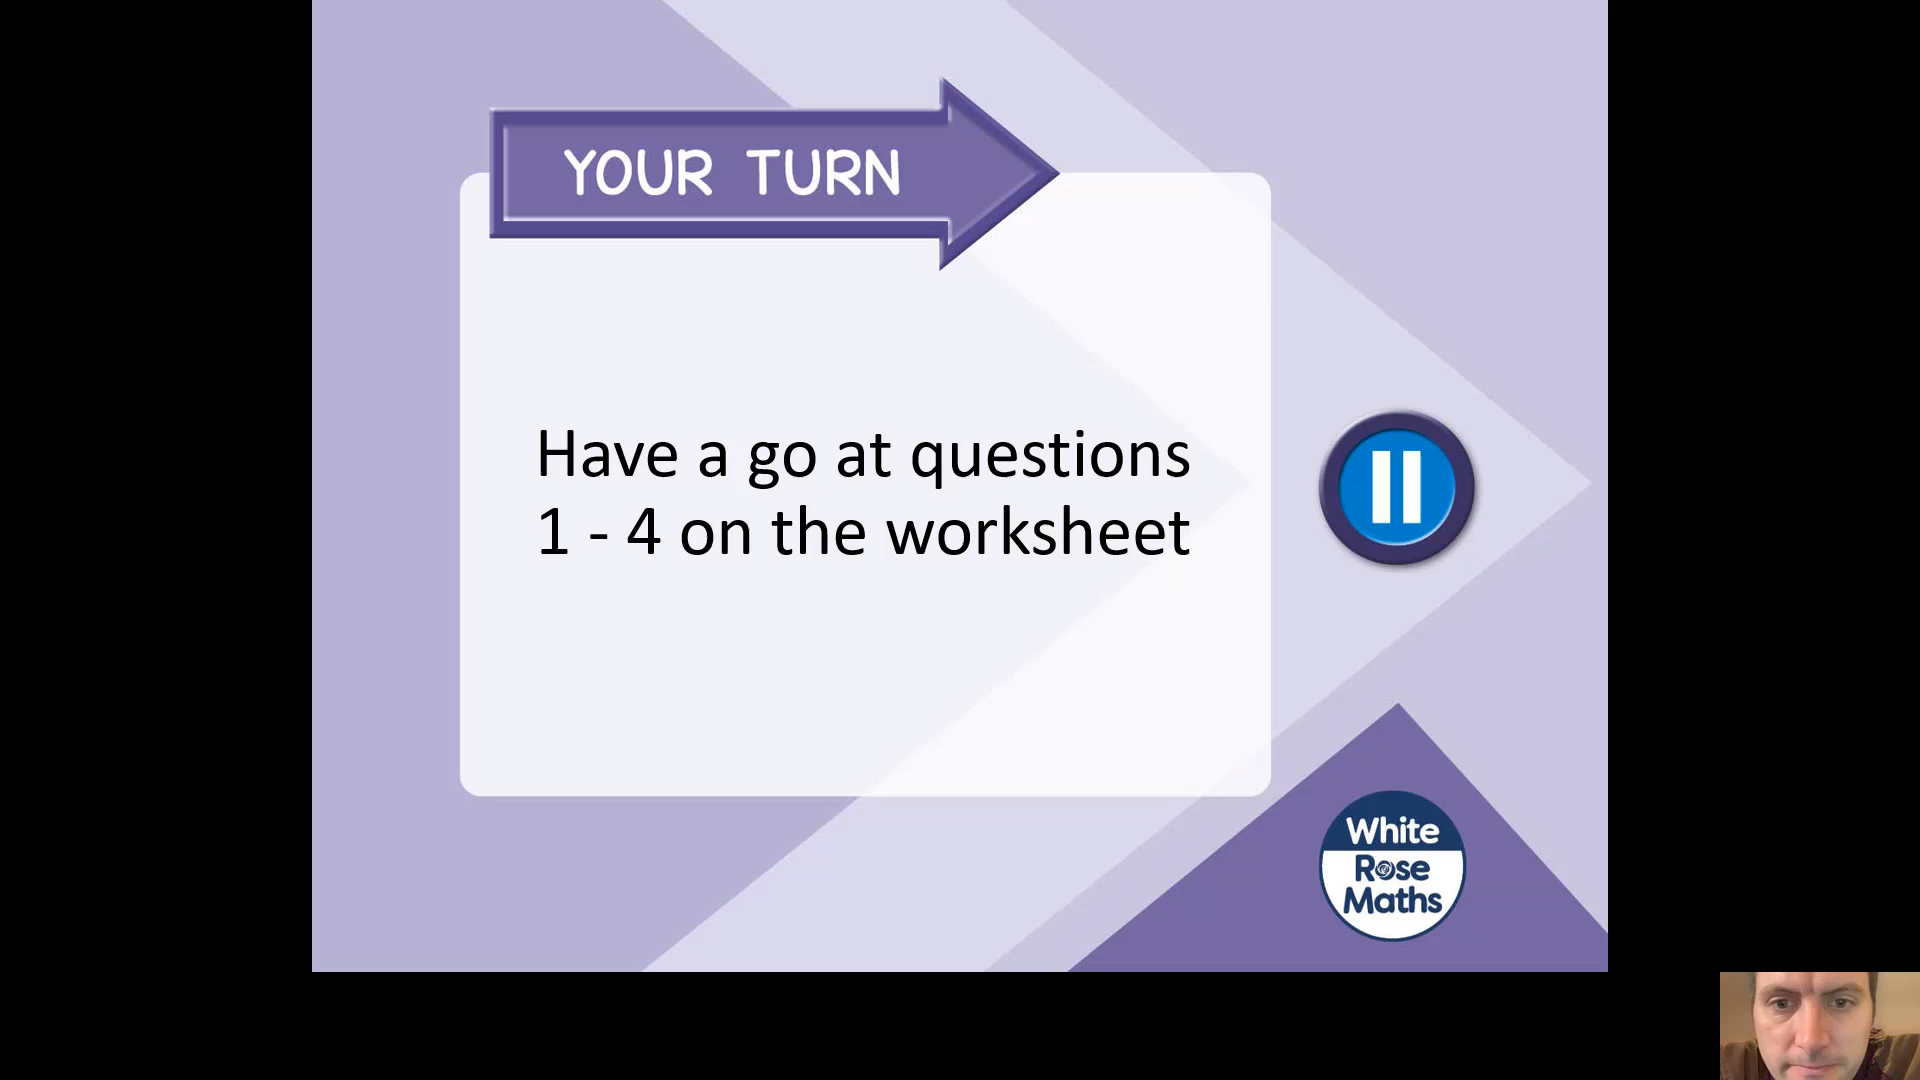 YOUR TURN
Have a go at questions
1 - 4 on the worksheet
White
Rose
Maths